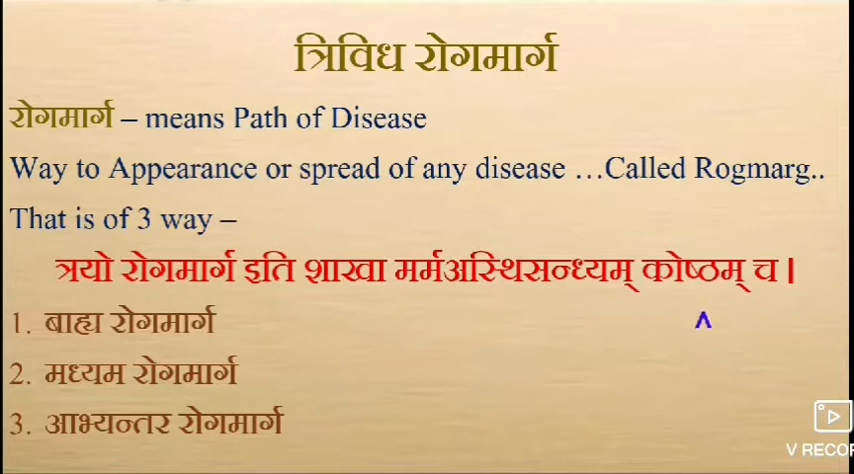 त्रिविध रोगमार्ग
रोगमार्ग – means Path of Disease
Way to Appearance or spread of any disease …Called Rogmarg..
That is of 3 way –
त्रयो रोगमार्ग इति शाखा मर्मअस्थिसन्ध्यम् कोष्ठम् च ।
1. बाह्य रोगमार्ग
^
2. मध्यम रोगमार्ग
3. आभ्यन्तर रोगमार्ग
V RECOR